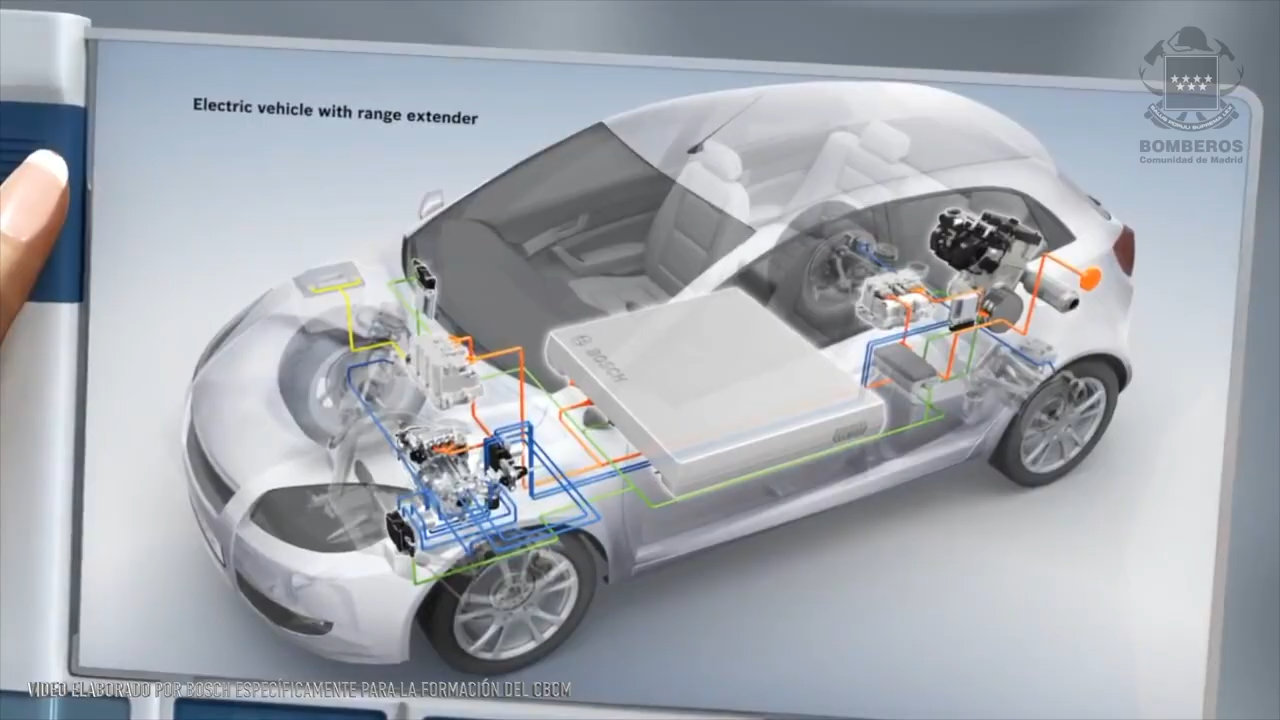 Electric vehicle with range extender
BOMBEROS
Comunidad de Madrid
BOSCH
VIDEO ELABORADO POR BOSCH ESPECÍFICAMENTE PARA LA FORMACIÓN DEL CBCM